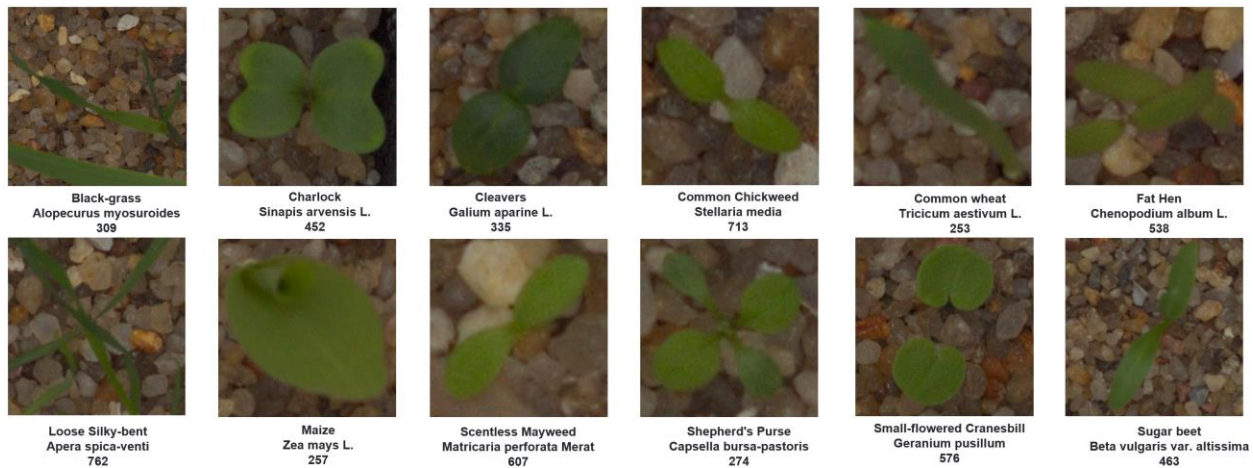 Black-grass
Alopecurus myosuroides
309
Charlock
Sinapis arvensis L.
452
Cleavers
Galium aparine L.
335
Common Chickweed
Stellaria media
713
Common wheat
Tricicum aestivum L.
253
Fat Hen
Chenopodium album L.
538
Loose Silky-bent
Apera spica-venti
762
Maize
Zea mays L.
257
Scentless Mayweed
Matricaria perforata Merat
607
Shepherd's Purse
Capsella bursa-pastoris
274
Small-flowered Cranesbill
Geranium pusillum
576
Sugar beet
Beta vulgaris var. altissima
463